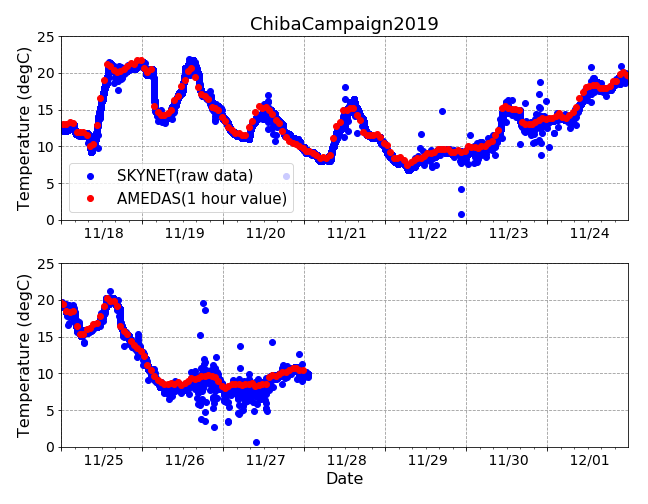 ChibaCampaign2019
Temperature (degC)
25
20
15
10
5
0
SKYNET(raw data)
AMEDAS(1 hour value)
11/18 11/19 11/20 11/21 11/22 11/23 11/24
Temperature (degC)
25
20
15
10
5
0
11/25 11/26 11/27 11/28 11/29 11/30 12/01
Date